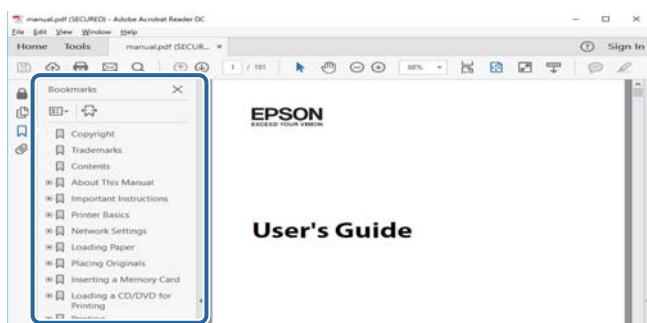 manual.pdf (SECURED) - Adobe Acrobat Reader DC
File Edit View Window Help
Home Tools manual.pdf (SECUR... × ? Sign In
1 / 191 68%
Bookmarks
Copyright
Trademarks
Contents
About This Manual
Important Instructions
Printer Basics
Network Settings
Loading Paper
Placing Originals
Inserting a Memory Card
Loading a CD/DVD for
Printing
Printing
EPSON
EXCEED YOUR VISION
User's Guide